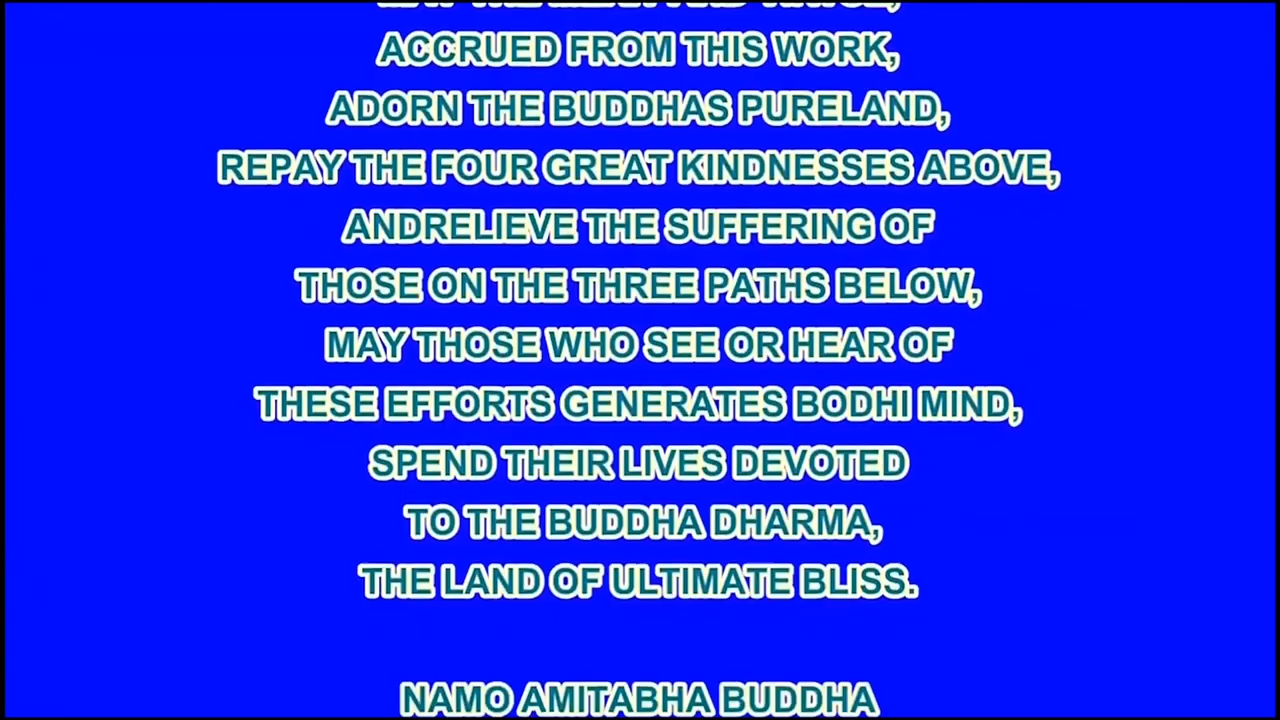 ACCRUED FROM THIS WORK,
ADORN THE BUDDHAS PURELAND,
REPAY THE FOUR GREAT KINDNESSES ABOVE,
ANDRELIEVE THE SUFFERING OF
THOSE ON THE THREE PATHS BELOW,
MAY THOSE WHO SEE OR HEAR OF
THESE EFFORTS GENERATES BODHI MIND,
SPEND THEIR LIVES DEVOTED
TO THE BUDDHA DHARMA,
THE LAND OF ULTIMATE BLISS.
NAMO AMITABHA BUDDHA